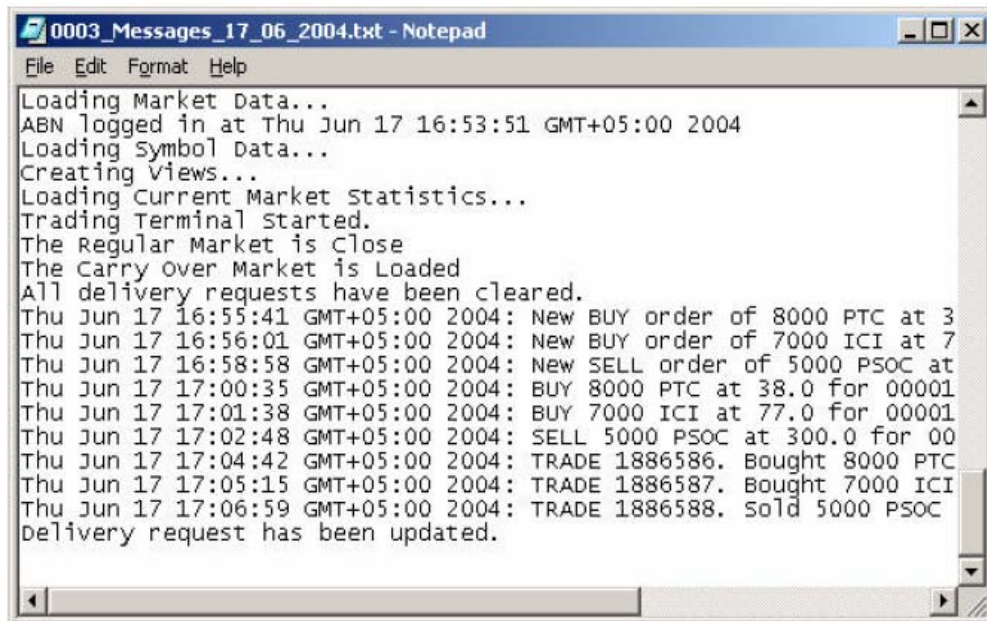 0003_Messages_17_06_2004.txt - Notepad
File Edit Format Help
Loading Market Data...
ABN logged in at Thu Jun 17 16:53:51 GMT+05:00 2004
Loading Symbol Data...
Creating Views...
Loading Current Market Statistics...
Trading Terminal Started.
The Regular Market is Close
The Carry Over Market is Loaded
All delivery requests have been cleared.
Thu Jun 17 16:55:41 GMT+05:00 2004: New BUY order of 8000 PTC at 3
Thu Jun 17 16:56:01 GMT+05:00 2004: New BUY order of 7000 ICI at 7
Thu Jun 17 16:58:58 GMT+05:00 2004: New SELL order of 5000 PSOC at
Thu Jun 17 17:00:35 GMT+05:00 2004: BUY 8000 PTC at 38.0 for 00001
Thu Jun 17 17:01:38 GMT+05:00 2004: BUY 7000 ICI at 77.0 for 00001
Thu Jun 17 17:02:48 GMT+05:00 2004: SELL 5000 PSOC at 300.0 for 00
Thu Jun 17 17:04:42 GMT+05:00 2004: TRADE 1886586. Bought 8000 PTC
Thu Jun 17 17:05:15 GMT+05:00 2004: TRADE 1886587. Bought 7000 ICI
Thu Jun 17 17:06:59 GMT+05:00 2004: TRADE 1886588. Sold 5000 PSOC
Delivery request has been updated.